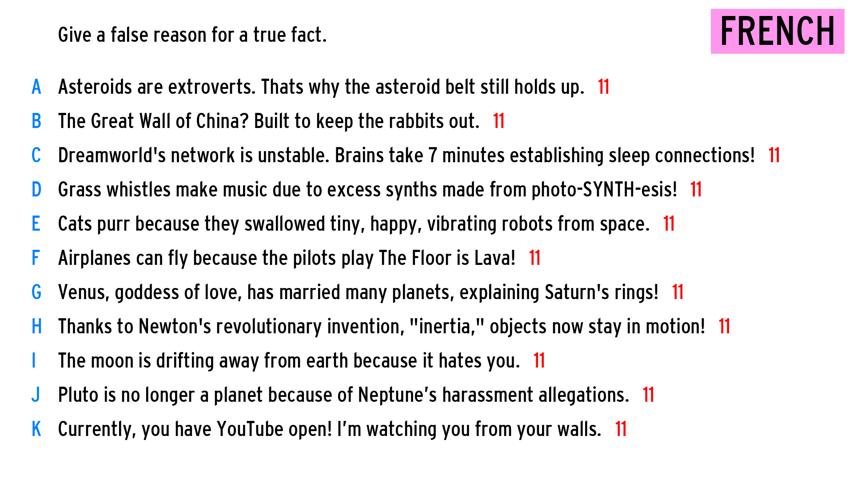 Give a false reason for a true fact.
FRENCH
A Asteroids are extroverts. Thats why the asteroid belt still holds up. 11
B The Great Wall of China? Built to keep the rabbits out. 11
C Dreamworld's network is unstable. Brains take 7 minutes establishing sleep connections! 11
D Grass whistles make music due to excess synths made from photo-SYNTH-esis! 11
E Cats purr because they swallowed tiny, happy, vibrating robots from space. 11
F Airplanes can fly because the pilots play The Floor is Lava! 11
G Venus, goddess of love, has married many planets, explaining Saturn's rings! 11
H Thanks to Newton's revolutionary invention, "inertia," objects now stay in motion! 11
I The moon is drifting away from earth because it hates you. 11
J Pluto is no longer a planet because of Neptune’s harassment allegations. 11
K Currently, you have YouTube open! I’m watching you from your walls. 11